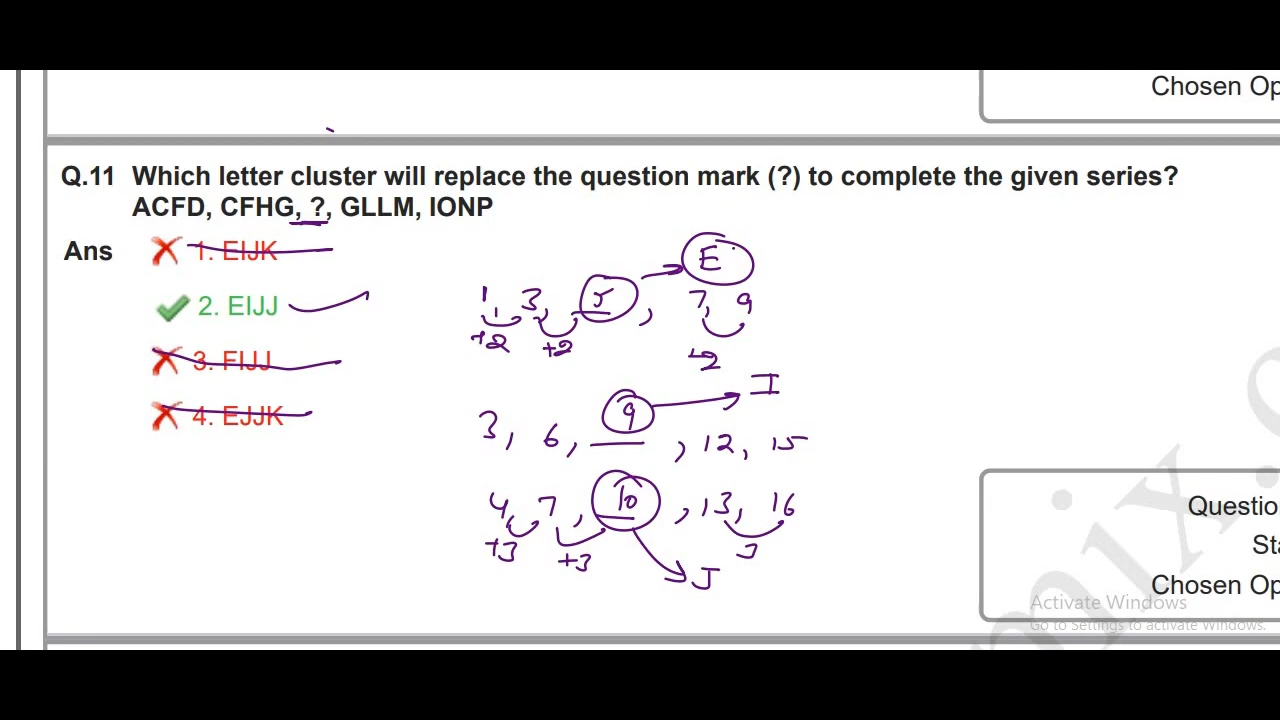 Chosen Op
Q.11 Which letter cluster will replace the question mark (?) to complete the given series?
ACFD, CFHG, ?, GLLM, IONP
Ans
1. EIJK
2. EIJJ
3. FIJJ
4. EJJK
E
1, 3, 5, 7, 9
+2 +2 +2
I
3, 6, 9, 12, 15
4, 7, 10, 13, 16
+3 +3 3
J
Questio
Sta
Chosen Op
mix.o
Activate Windows
Go to Settings to activate Windows.